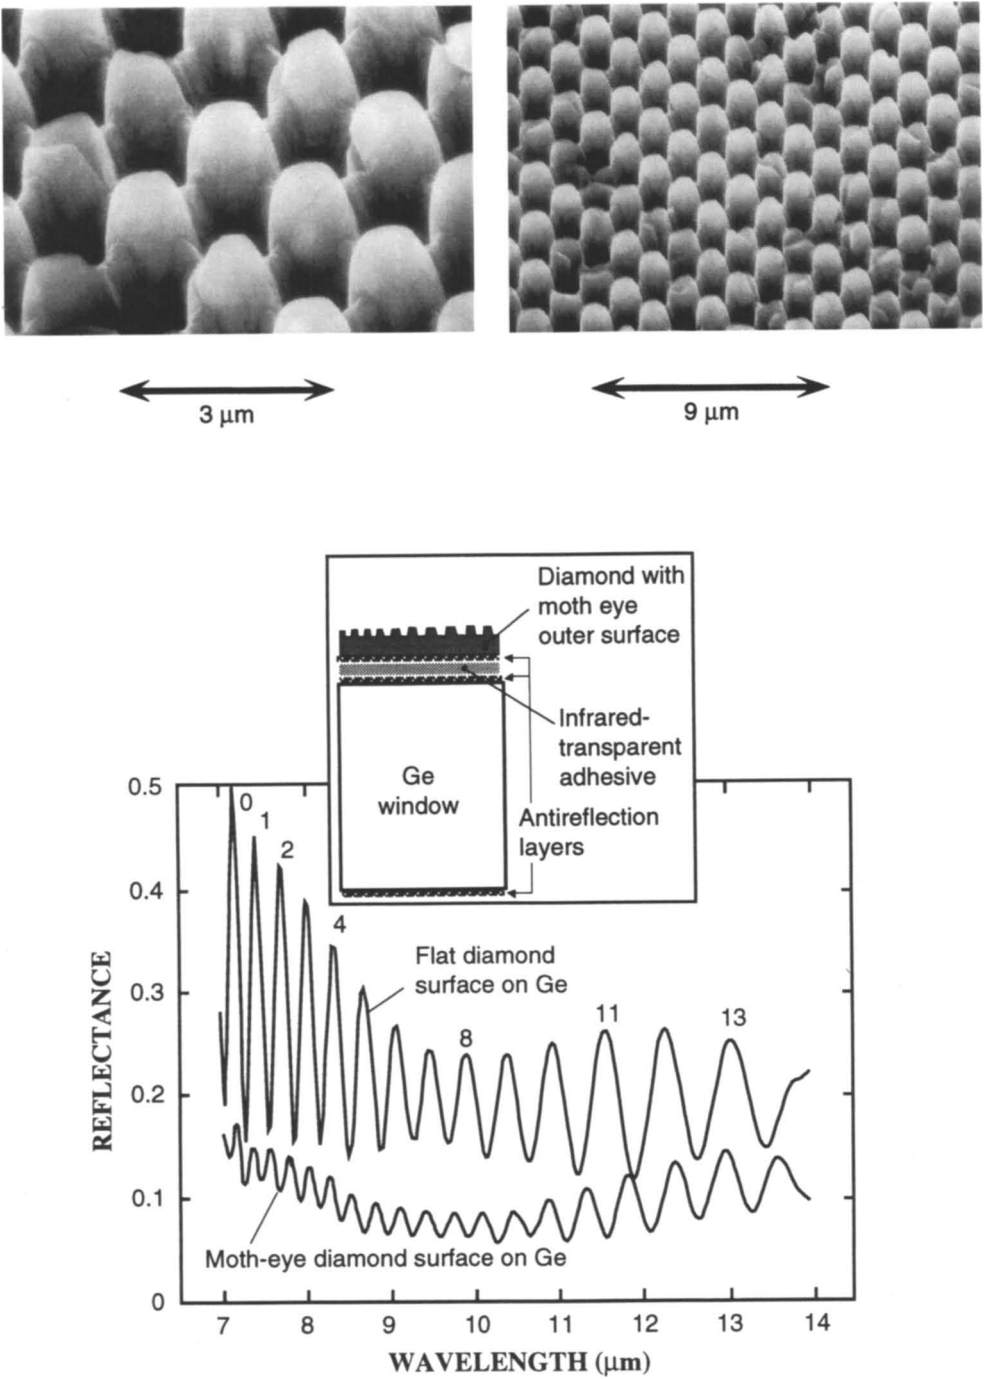 3 µm
9 µm
Diamond with
moth eye
outer surface
Infrared-
transparent
adhesive
Ge
window
Antireflection
layers
0.5
0.4
0.3
0.2
0.1
0
REFLECTANCE
0
1
2
4
8
11
13
Flat diamond
surface on Ge
Moth-eye diamond surface on Ge
7 8 9 10 11 12 13 14
WAVELENGTH (µm)